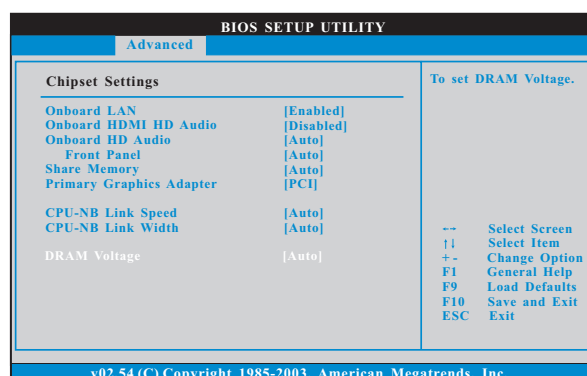 BIOS SETUP UTILITY
Advanced
Chipset Settings
Onboard LAN [Enabled]
Onboard HDMI HD Audio [Disabled]
Onboard HD Audio [Auto]
Front Panel [Auto]
Share Memory [Auto]
Primary Graphics Adapter [PCI]
CPU-NB Link Speed [Auto]
CPU-NB Link Width [Auto]
DRAM Voltage [Auto]
To set DRAM Voltage.
←→ Select Screen
↑↓ Select Item
+ - Change Option
F1 General Help
F9 Load Defaults
F10 Save and Exit
ESC Exit
v02.54 (C) Copyright 1985-2003, American Megatrends, Inc.